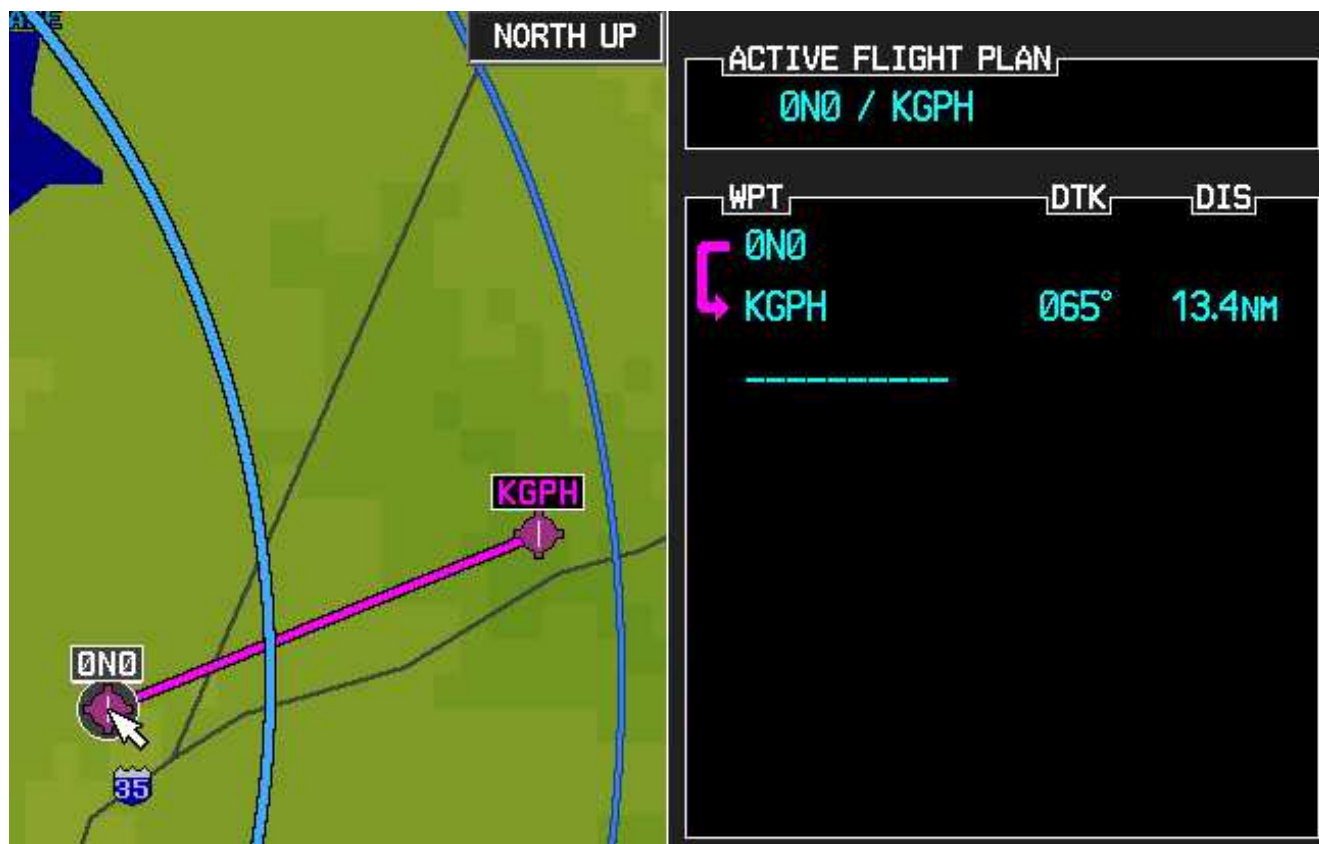 NORTH UP
KGPH
0N0
35
ACTIVE FLIGHT PLAN
0N0 / KGPH
WPT DTK DIS
0N0
KGPH 065° 13.4NM